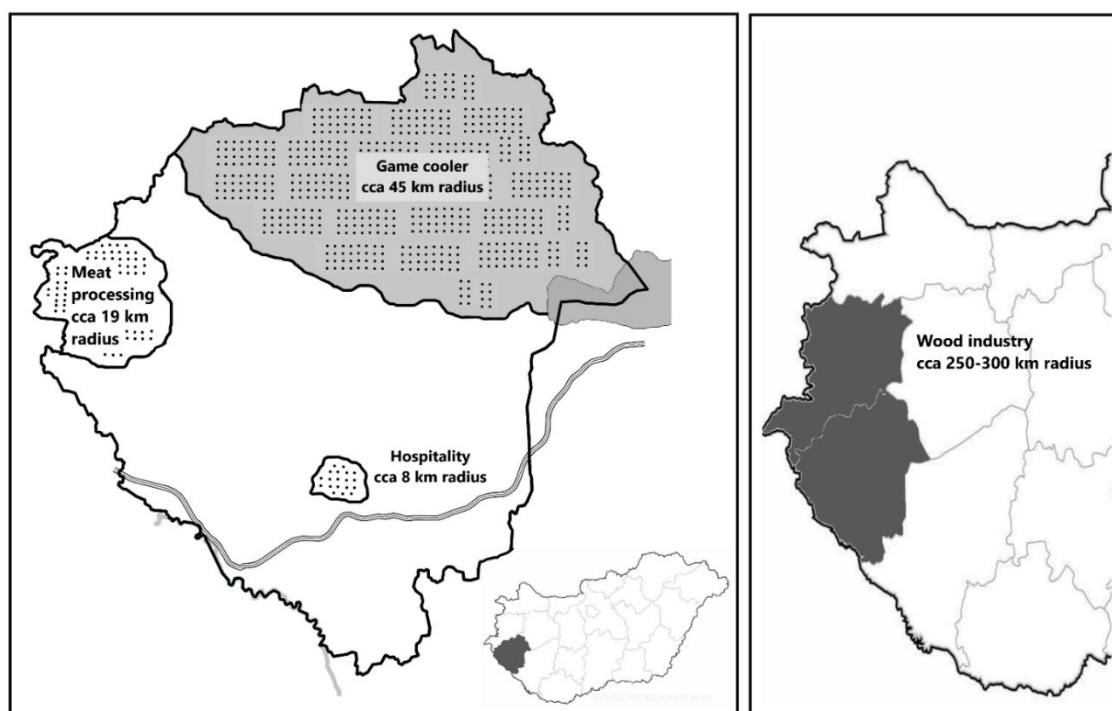 Game cooler
cca 45 km radius
Meat
processing
cca 19 km
radius
Hospitality
cca 8 km radius
Wood industry
cca 250-300 km radius